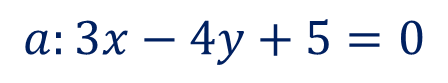 a: 3x − 4y + 5 = 0